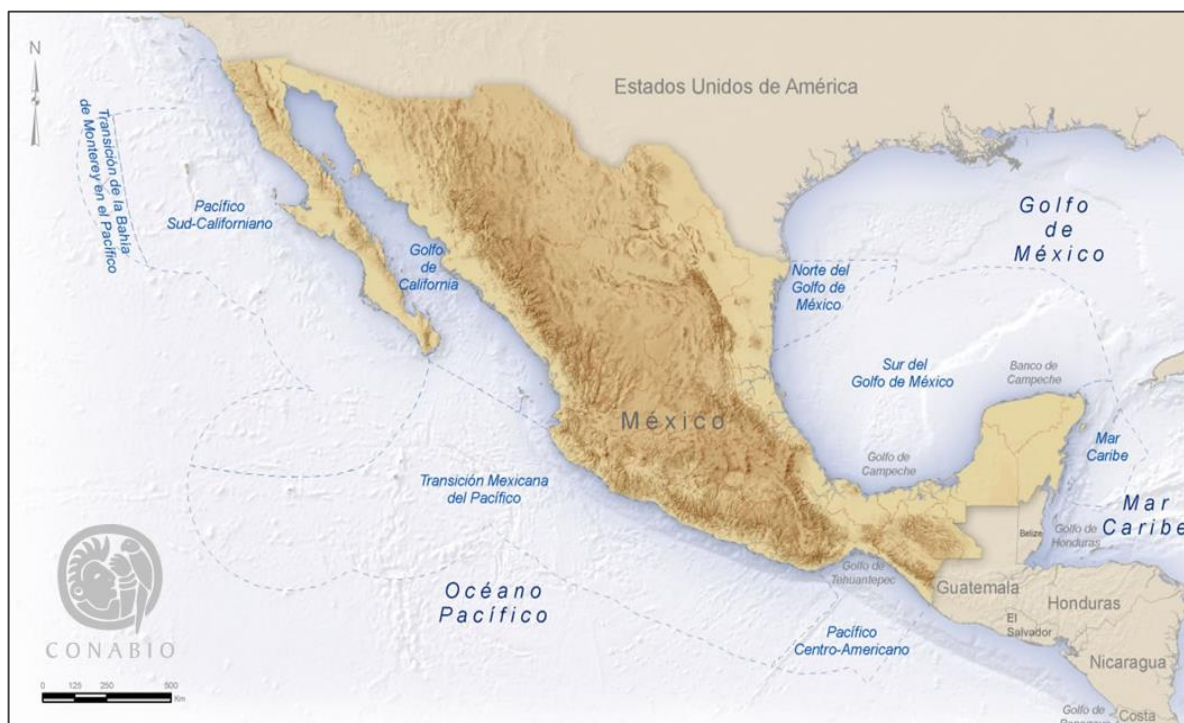 N
Estados Unidos de América
Transición de la Bahía
de Monterey en el Pacífico
Pacífico
Sud-Californiano
Golfo
de
California
Norte del
Golfo de
México
Golfo
de
México
Sur del
Golfo de México
Banco de
Campeche
México
Golfo de
Campeche
Mar
Caribe
Transición Mexicana
del Pacífico
Mar
Caribe
Belize
Golfo de
Honduras
Golfo de
Tehuantepec
Océano
Pacífico
Guatemala
Honduras
El
Salvador
Pacífico
Centro-Americano
Nicaragua
CONABIO
0 125 250 500
Km
Golfo de
Costa